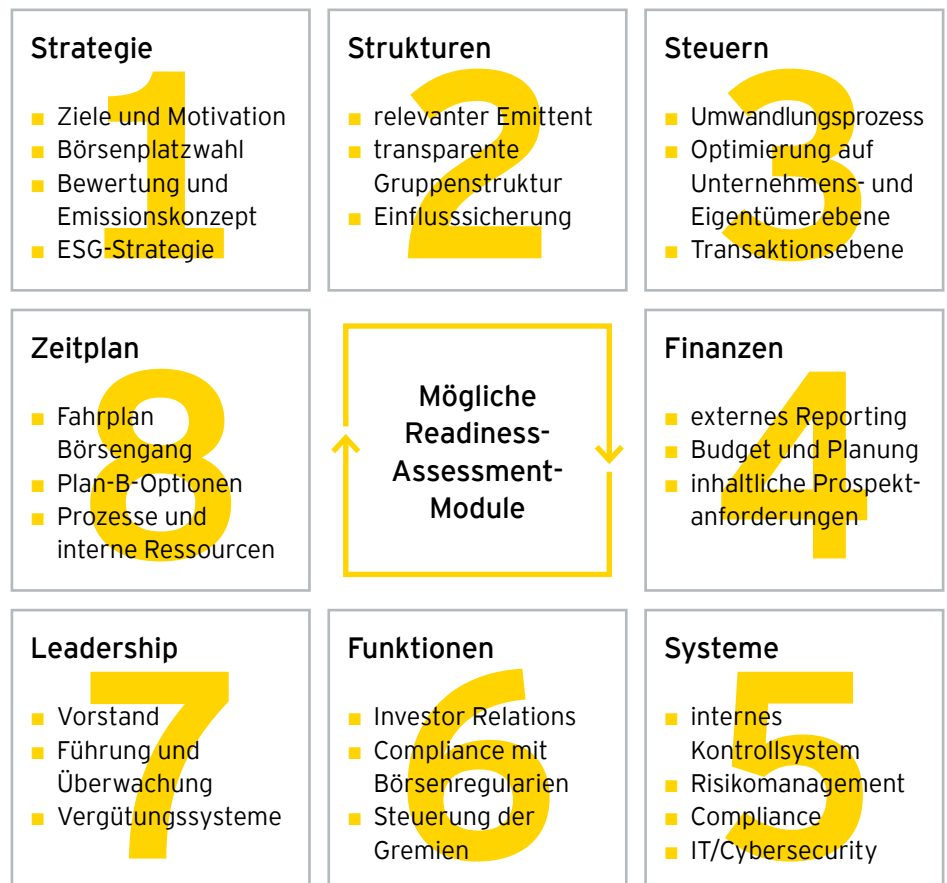 Strategie
1
Ziele und Motivation
Börsenplatzwahl
Bewertung und
Emissionskonzept
ESG-Strategie
Strukturen
2
relevanter Emittent
transparente
Gruppenstruktur
Einflusssicherung
Steuern
3
Umwandlungsprozess
Optimierung auf
Unternehmens- und
Eigentümerebene
Transaktionsebene
Zeitplan
8
Fahrplan
Börsengang
Plan-B-Optionen
Prozesse und
interne Ressourcen
Mögliche
Readiness-
Assessment-
Module
Finanzen
4
externes Reporting
Budget und Planung
inhaltliche Prospekt-
anforderungen
Leadership
7
Vorstand
Führung und
Überwachung
Vergütungssysteme
Funktionen
6
Investor Relations
Compliance mit
Börsenregularien
Steuerung der
Gremien
Systeme
5
internes
Kontrollsystem
Risikomanagement
Compliance
IT/Cybersecurity